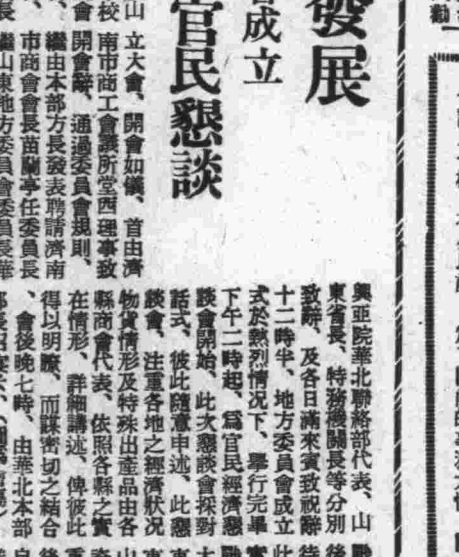 發展
成立
官民懇談
立大會、開會如儀、首由濟
南市商工會議所堂西理事致
開會辭、通過委員會規則、
繼由本部方長發表聘請濟南
市商會會長苗蘭亭任委員長
繼山東地方委員會委員長華
興亞院華北聯絡部代表、山
東省長、特務機關長等分別
致辭、及各日滿來賓致祝辭
十二時半、地方委員會成立
式於熱烈情況下、舉行完畢
下午二時起、爲官民經濟懇
談會開始、此次懇談會採對
話式、彼此隨意申述、此懇
談會、注重各地之經濟狀況
物貨情形及特殊出產品由各
縣商會代表、依照各縣之實
在情形、詳細講述、俾彼此
得以明瞭、而謀密切之結合
、會後晚七時、由華北本部